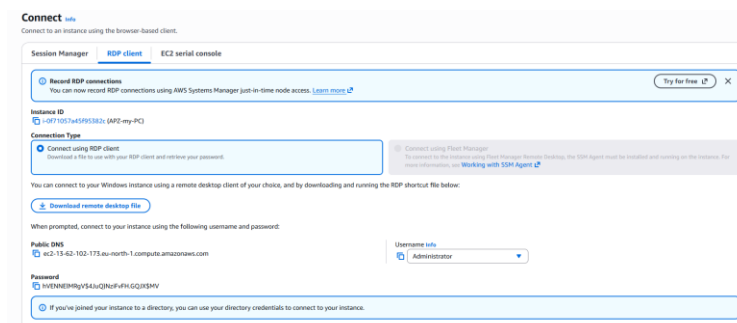 Connect Info
Connect to an instance using the browser-based client.
Session Manager RDP client EC2 serial console
Record RDP connections
You can now record RDP connections using AWS Systems Manager just-in-time node access. Learn more
Try for free
Instance ID
(APZ-my-PC)
Connection Type
Connect using RDP client
Download a file to use with your RDP client and retrieve your password.
Connect using Fleet Manager
To connect to the instance using Fleet Manager Remote Desktop, the SSM Agent must be installed and running on the instance. For
more information, see Working with SSM Agent
You can connect to your Windows instance using a remote desktop client of your choice, and by downloading and running the RDP shortcut file below:
Download remote desktop file
When prompted, connect to your instance using the following username and password:
Public DNS
ec2-13-62-102-173.eu-north-1.compute.amazonaws.com
Username Info
Administrator
Password
If you've joined your instance to a directory, you can use your directory credentials to connect to your instance.